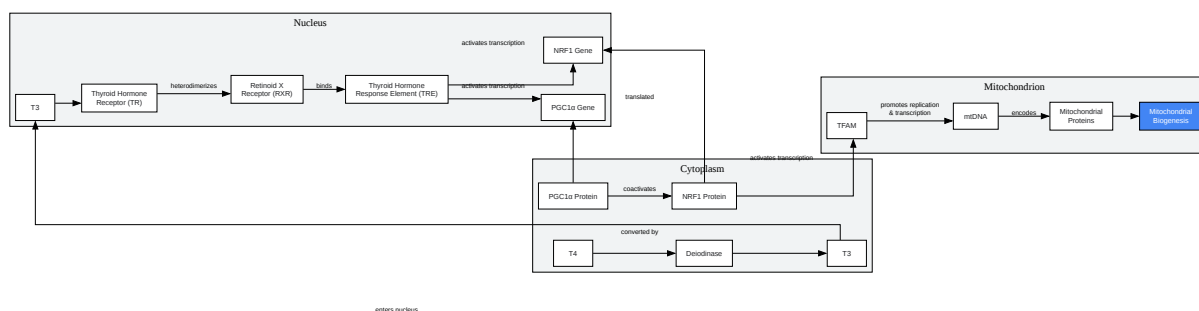 Nucleus
activates transcription
NRF1 Gene
Thyroid Hormone
Receptor (TR)
heterodimerizes
Retinoid X
Receptor (RXR)
binds
Thyroid Hormone
Response Element (TRE)
activates transcription
T3
PGC1α Gene
translated
Mitochondrion
TFAM
promotes replication
& transcription
mtDNA
encodes
Mitochondrial
Proteins
Mitochondrial
Biogenesis
activates transcription
Cytoplasm
PGC1α Protein
coactivates
NRF1 Protein
converted by
T4
Deiodinase
T3
enters nucleus